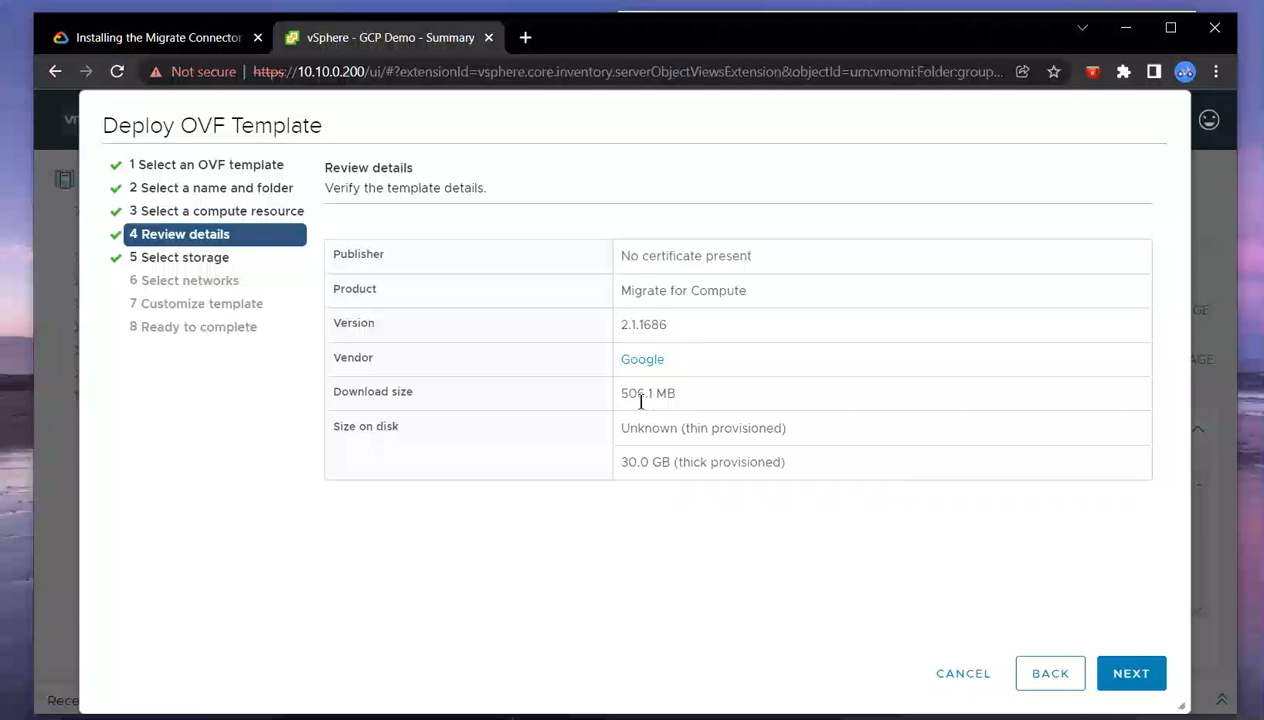 Installing the Migrate Connector
vSphere - GCP Demo - Summary
Not secure
https://10.10.0.200/ui/#?extensionId=vsphere.core.inventory.serverObjectViewsExtension&objectId=urn:vmomi:Folder:group...
Deploy OVF Template
1 Select an OVF template
2 Select a name and folder
3 Select a compute resource
4 Review details
5 Select storage
6 Select networks
7 Customize template
8 Ready to complete
Review details
Verify the template details.
Publisher
No certificate present
Product
Migrate for Compute
Version
2.1.1686
Vendor
Google
Download size
506.1 MB
Size on disk
Unknown (thin provisioned)
30.0 GB (thick provisioned)
CANCEL
BACK
NEXT
Rece